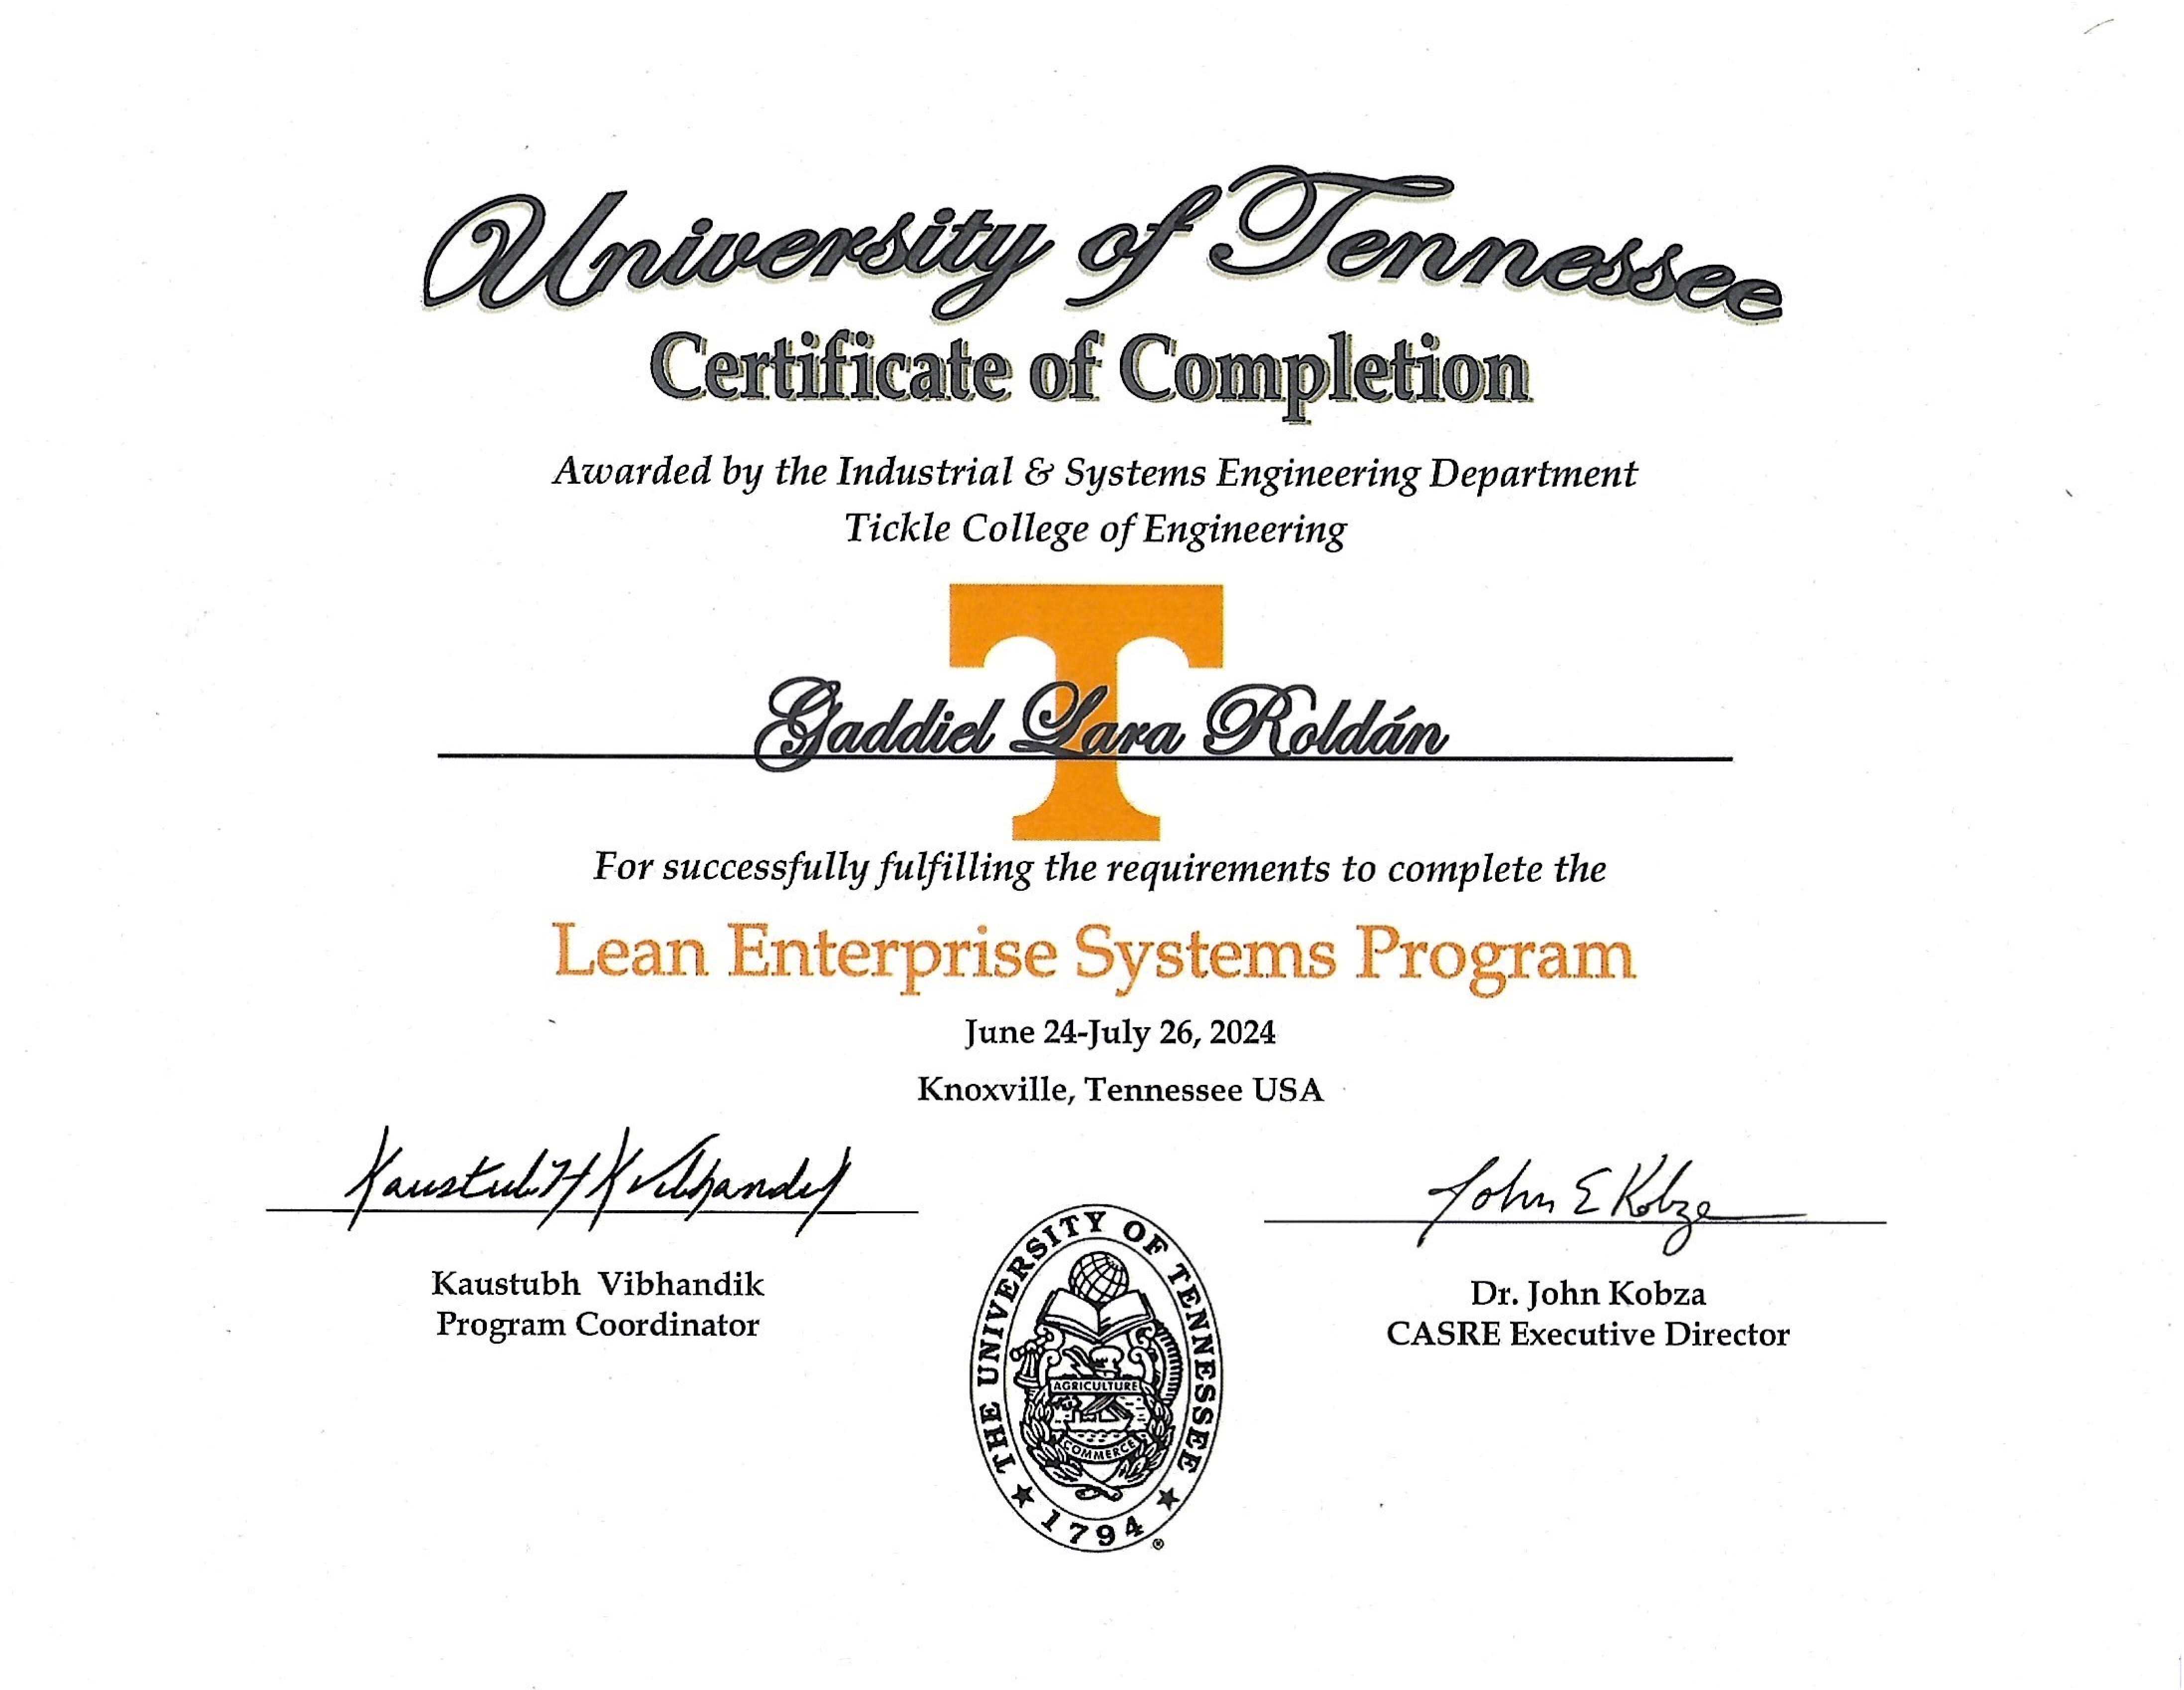 University of Tennessee
Certificate of Completion
Awarded by the Industrial & Systems Engineering Department
Tickle College of Engineering
T
Gaddiel Lara Roldán
For successfully fulfilling the requirements to complete the
Lean Enterprise Systems Program
June 24-July 26, 2024
Knoxville, Tennessee USA
Kaustubh Vibhandik
Program Coordinator
John E Kobza
Dr. John Kobza
CASRE Executive Director
THE UNIVERSITY OF TENNESSEE
AGRICULTURE
COMMERCE
★ 1794 ★
®